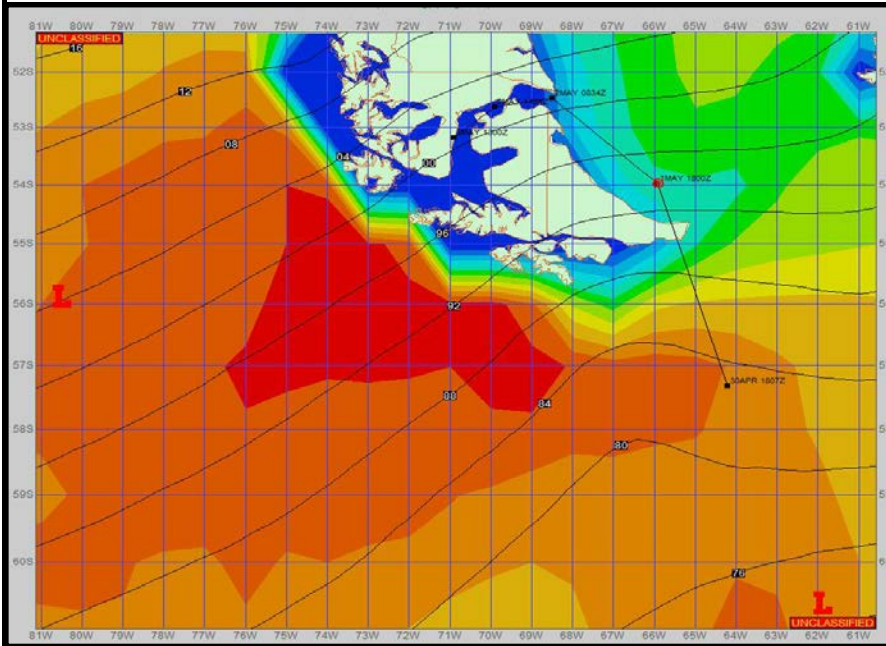 81W 80W 79W 78W 77W 76W 75W 74W 73W 72W 71W 70W 69W 68W 67W 66W 65W 64W 63W 62W 61W
UNCLASSIFIED
16
52S
12
MAY 0834Z
53S
08
04
00
54S
1MAY 1800Z
96
55S
L
56S
92
57S
88
84
30APR 1607Z
58S
80
59S
60S
76
L
UNCLASSIFIED
81W 80W 79W 78W 77W 76W 75W 74W 73W 72W 71W 70W 69W 68W 67W 66W 65W 64W 63W 62W 61W